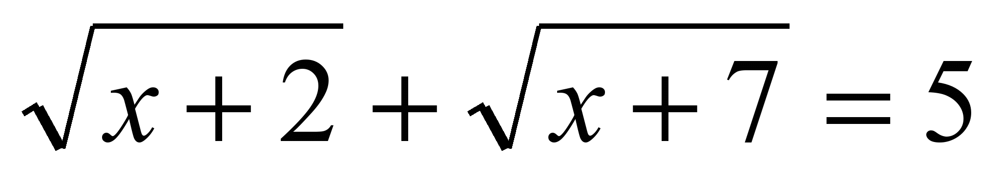 √(x + 2) + √(x + 7) = 5